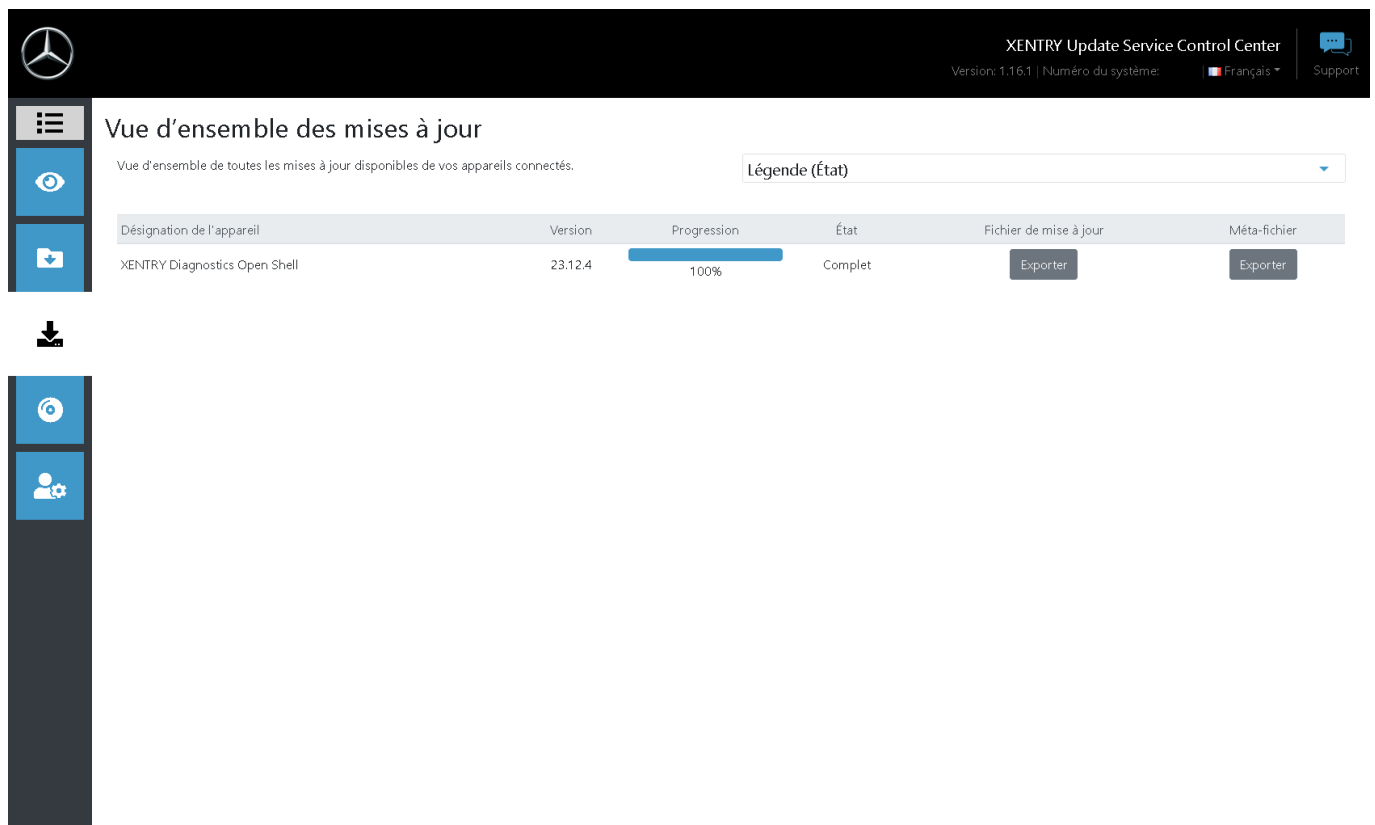 XENTRY Update Service Control Center
Version: 1.16.1 | Numéro du système: | Français
Support
Vue d’ensemble des mises à jour
Vue d'ensemble de toutes les mises à jour disponibles de vos appareils connectés.
Légende (État)
Désignation de l'appareil Version Progression État Fichier de mise à jour Méta-fichier
XENTRY Diagnostics Open Shell 23.12.4 100% Complet Exporter Exporter